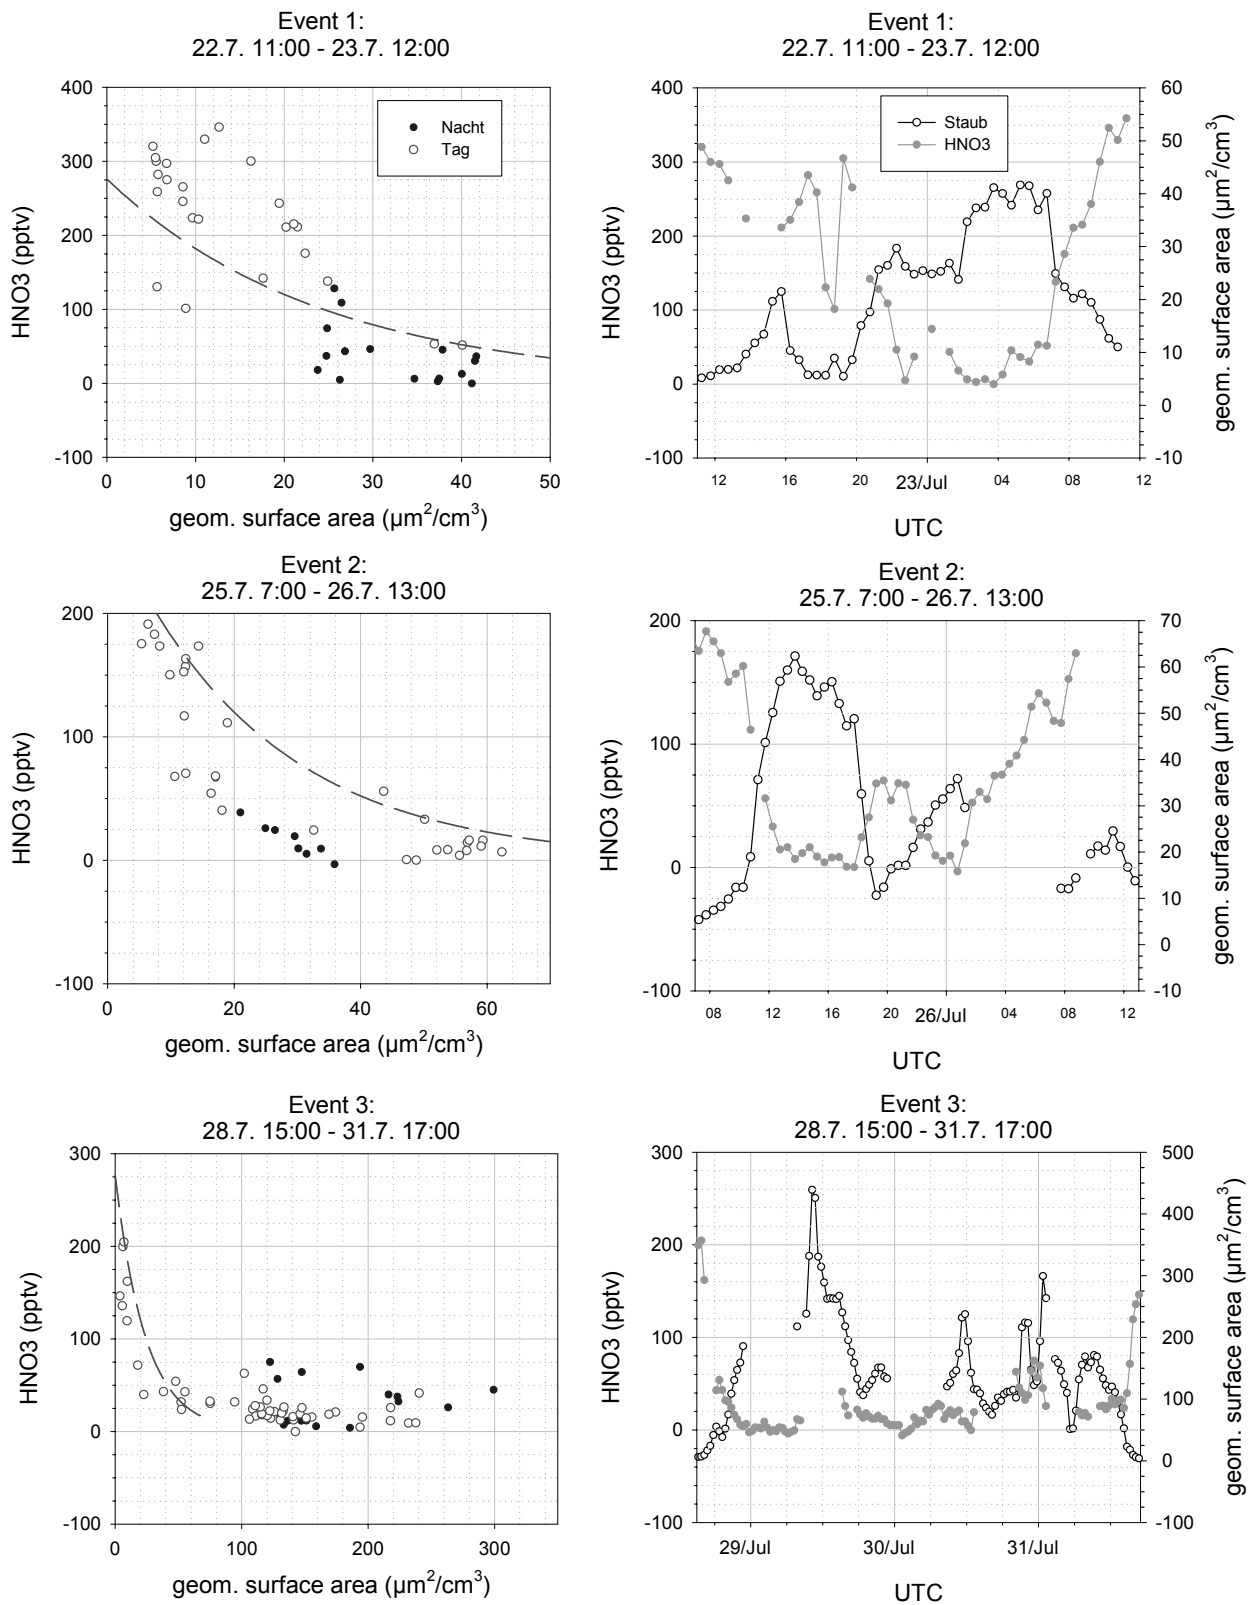 Event 1:
22.7. 11:00 - 23.7. 12:00
400
300
200
100
0
-100
HNO3 (pptv)
Nacht
Tag
0 10 20 30 40 50
geom. surface area (µm²/cm³)
Event 1:
22.7. 11:00 - 23.7. 12:00
400
300
200
100
0
-100
HNO3 (pptv)
Staub
HNO3
60
50
40
30
20
10
0
-10
geom. surface area (µm²/cm³)
12 16 20 23/Jul 04 08 12
UTC
Event 2:
25.7. 7:00 - 26.7. 13:00
200
100
0
-100
HNO3 (pptv)
0 20 40 60
geom. surface area (µm²/cm³)
Event 2:
25.7. 7:00 - 26.7. 13:00
200
100
0
-100
HNO3 (pptv)
70
60
50
40
30
20
10
0
-10
geom. surface area (µm²/cm³)
08 12 16 20 26/Jul 04 08 12
UTC
Event 3:
28.7. 15:00 - 31.7. 17:00
300
200
100
0
-100
HNO3 (pptv)
0 100 200 300
geom. surface area (µm²/cm³)
Event 3:
28.7. 15:00 - 31.7. 17:00
300
200
100
0
-100
HNO3 (pptv)
500
400
300
200
100
0
-100
geom. surface area (µm²/cm³)
29/Jul 30/Jul 31/Jul
UTC